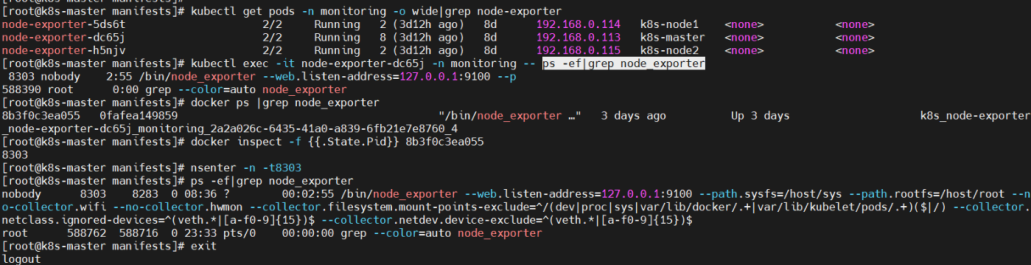 [root@k8s-master manifests]# kubectl get pods -n monitoring -o wide|grep node-exporter
node-exporter-5ds6t 2/2 Running 2 (3d12h ago) 8d 192.168.0.114 k8s-node1 <none> <none>
node-exporter-dc65j 2/2 Running 8 (3d12h ago) 8d 192.168.0.113 k8s-master <none> <none>
node-exporter-h5njv 2/2 Running 2 (3d12h ago) 8d 192.168.0.115 k8s-node2 <none> <none>
[root@k8s-master manifests]# kubectl exec -it node-exporter-dc65j -n monitoring -- ps -ef|grep node_exporter
8303 nobody 2:55 /bin/node_exporter --web.listen-address=127.0.0.1:9100 --p
588390 root 0:00 grep --color=auto node_exporter
[root@k8s-master manifests]# docker ps |grep node_exporter
8b3f0c3ea055 0fafea149859 "/bin/node_exporter …" 3 days ago Up 3 days k8s_node-exporter
_node-exporter-dc65j_monitoring_2a2a026c-6435-41a0-a839-6fb21e7e8760_4
[root@k8s-master manifests]# docker inspect -f {{.State.Pid}} 8b3f0c3ea055
8303
[root@k8s-master manifests]# nsenter -n -t8303
[root@k8s-master manifests]# ps -ef|grep node_exporter
nobody 8303 8283 0 08:36 ? 00:02:55 /bin/node_exporter --web.listen-address=127.0.0.1:9100 --path.sysfs=/host/sys --path.rootfs=/host/root --n
o-collector.wifi --no-collector.hwmon --collector.filesystem.mount-points-exclude=^/(dev|proc|sys|var/lib/docker/.+|var/lib/kubelet/pods/.+)($|/) --collector.
netclass.ignored-devices=^(veth.*|[a-f0-9]{15})$ --collector.netdev.device-exclude=^(veth.*|[a-f0-9]{15})$
root 588762 588716 0 23:33 pts/0 00:00:00 grep --color=auto node_exporter
[root@k8s-master manifests]# exit
logout